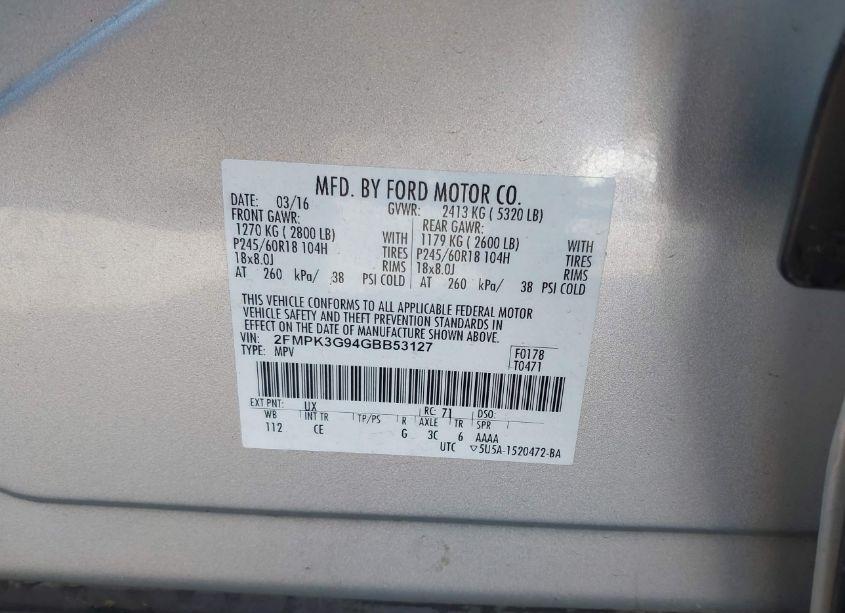 MFD. BY FORD MOTOR CO.
DATE: 03/16 GVWR: 2413 KG ( 5320 LB)
FRONT GAWR: REAR GAWR:
1270 KG ( 2800 LB) WITH 1179 KG ( 2600 LB) WITH
P245/60R18 104H TIRES P245/60R18 104H TIRES
18x8.0J RIMS 18x8.0J RIMS
AT 260 kPa/ 38 PSI COLD AT 260 kPa/ 38 PSI COLD
THIS VEHICLE CONFORMS TO ALL APPLICABLE FEDERAL MOTOR
VEHICLE SAFETY AND THEFT PREVENTION STANDARDS IN
EFFECT ON THE DATE OF MANUFACTURE SHOWN ABOVE.
VIN: 2FMPK3G94GBB53127
TYPE: MPV F0178
T0471
EXT PNT: UX RC: 71 DSO:
WB INT TR TP/PS R AXLE TR SPR
112 CE G 3C 6 AAAA
UTC ▽5U5A-1520472-BA